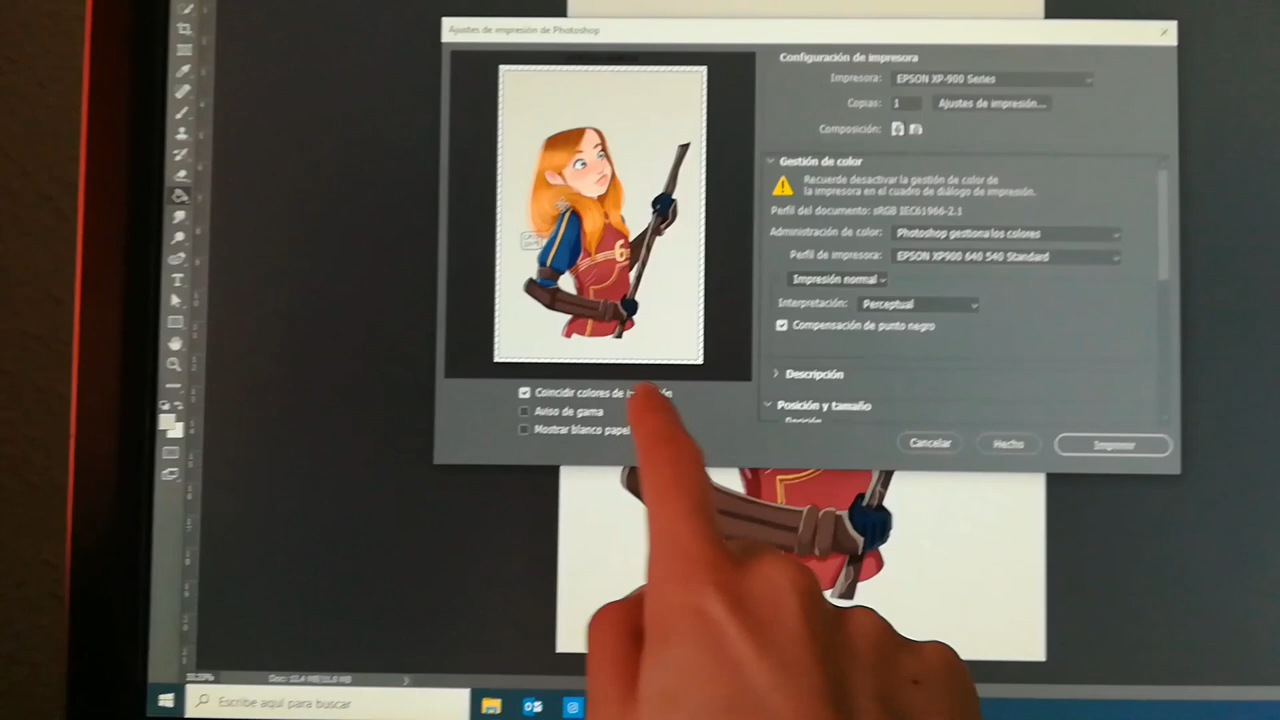 Ajustes de impresión de Photoshop
Configuración de impresora
Impresora: EPSON XP-900 Series
Copias: 1 Ajustes de impresión...
Composición:
Gestión de color
Recuerde desactivar la gestión de color de
la impresora en el cuadro de diálogo de impresión.
Perfil del documento: sRGB IEC61966-2.1
Administración de color: Photoshop gestiona los colores
Perfil de impresora: EPSON XP900 640 540 Standard
Impresión normal
Interpretación: Perceptual
Compensación de punto negro
Descripción
Posición y tamaño
Posición
6
Coincidir colores de
Aviso de gama
Mostrar blanco papel
Cancelar
Hecho
Imprimir
33,33%
Escribe aquí para buscar